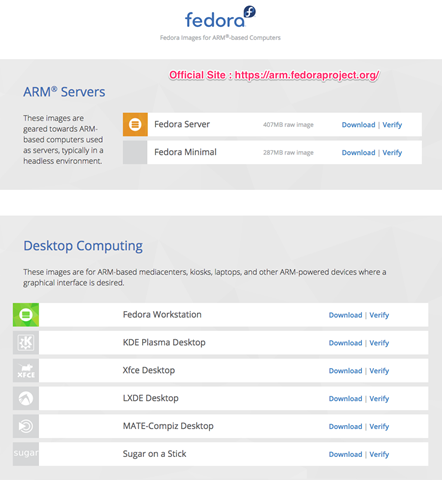 fedora
Fedora Images for ARM®-based Computers
Official Site : https://arm.fedoraproject.org/
ARM® Servers
These images are
geared towards ARM-
based computers used
as servers, typically in a
headless environment.
Fedora Server 407MB raw image Download | Verify
Fedora Minimal 287MB raw image Download | Verify
Desktop Computing
These images are for ARM-based mediacenters, kiosks, laptops, and other ARM-powered devices where a
graphical interface is desired.
Fedora Workstation Download | Verify
KDE Plasma Desktop Download | Verify
XFCE Xfce Desktop Download | Verify
LXDE Desktop Download | Verify
MATE-Compiz Desktop Download | Verify
sugar Sugar on a Stick Download | Verify